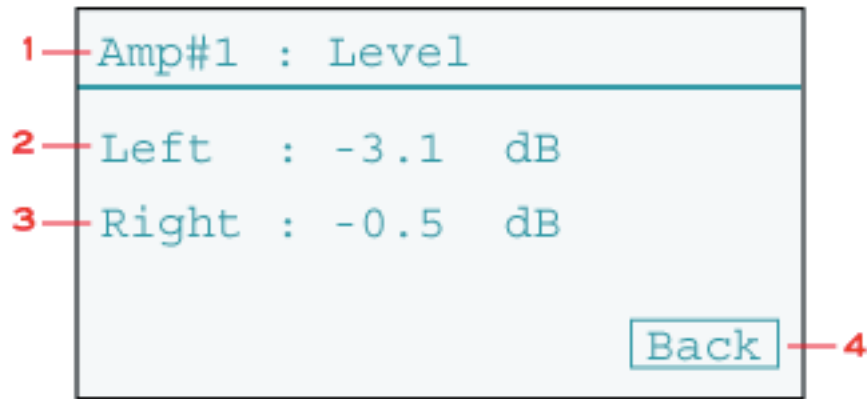 1 Amp#1 : Level
2 Left : -3.1 dB
3 Right : -0.5 dB
Back 4